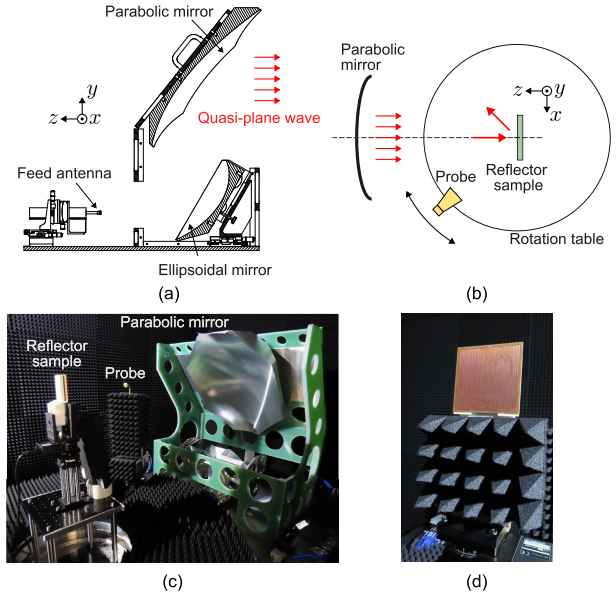 (a)
Parabolic mirror
y
z
x
Quasi-plane wave
Feed antenna
Ellipsoidal mirror
(b)
Parabolic
mirror
z
y
x
Reflector
sample
Probe
Rotation table
(a)
(b)
Parabolic mirror
Reflector
sample
Probe
(c)
(d)